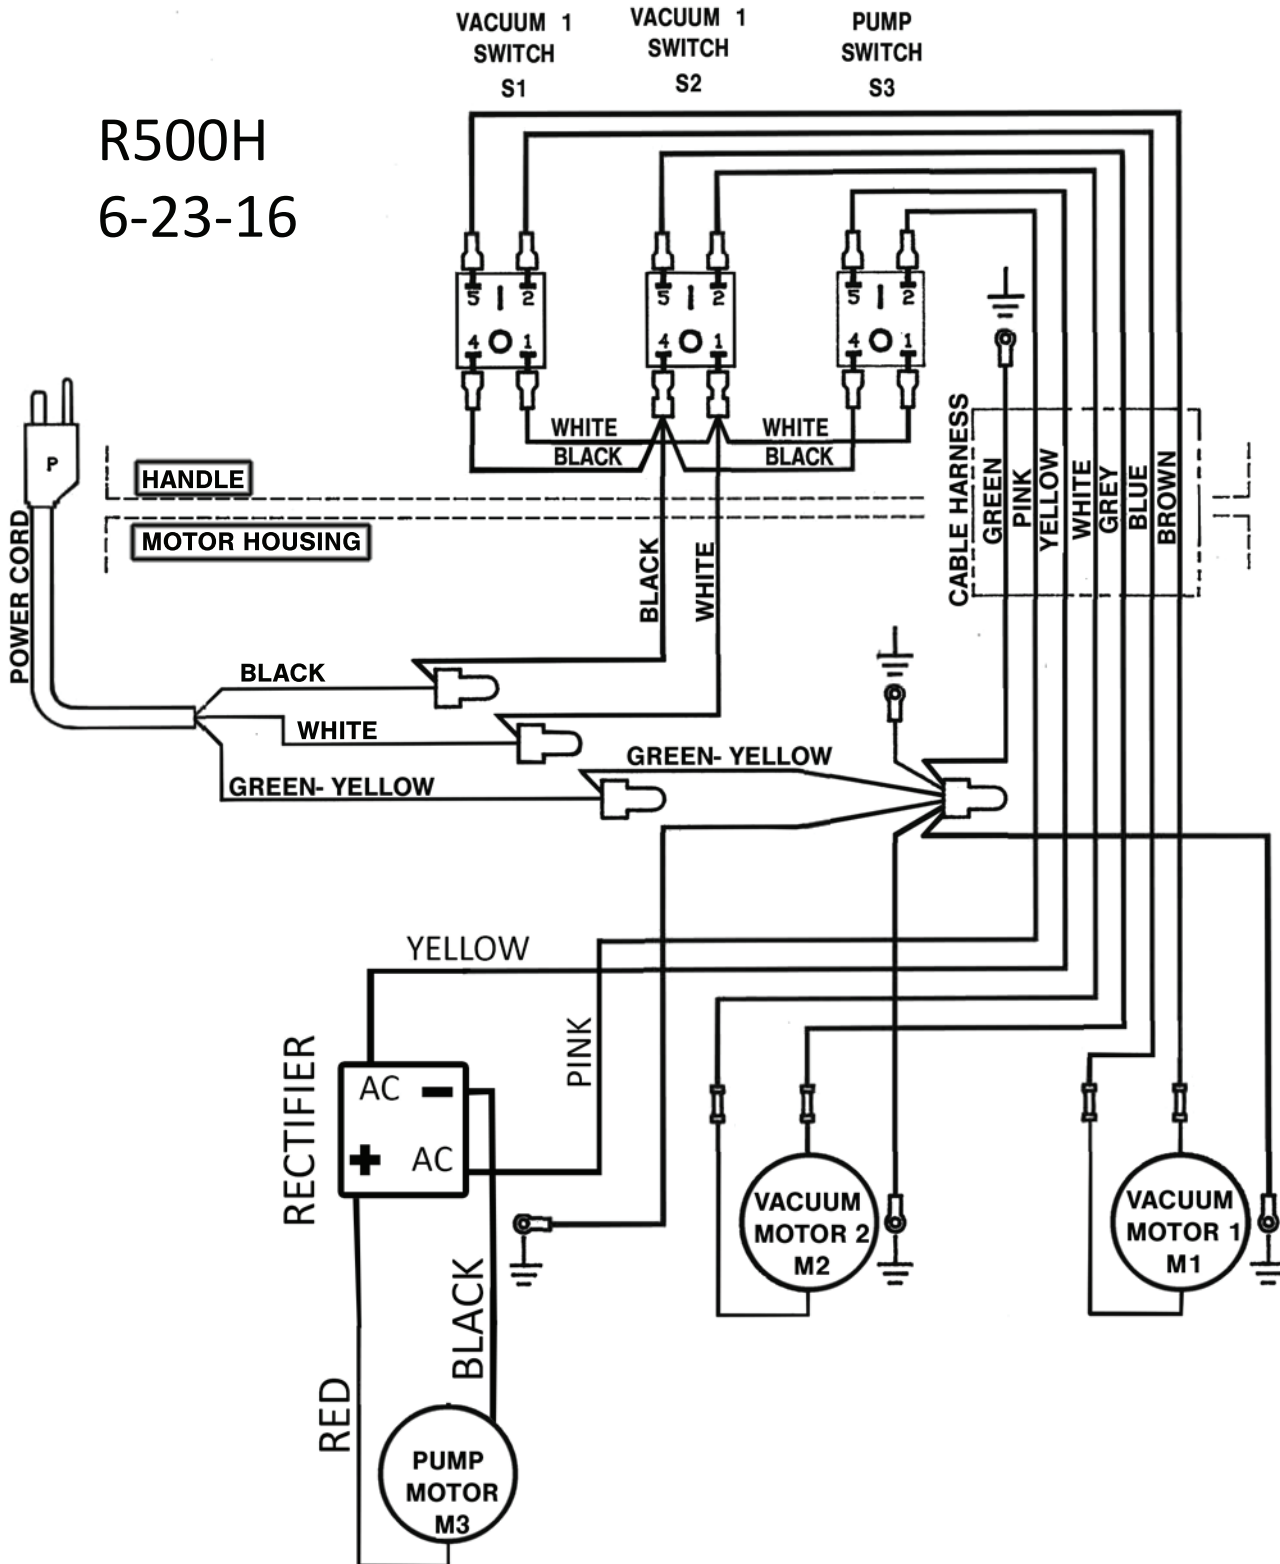 VACUUM 1
SWITCH
S1
VACUUM 1
SWITCH
S2
PUMP
SWITCH
S3
R500H
6-23-16
5 2
4 1
5 2
4 1
5 2
4 1
P
WHITE
BLACK
WHITE
BLACK
HANDLE
MOTOR HOUSING
POWER CORD
CABLE HARNESS
GREEN
PINK
YELLOW
WHITE
GREY
BLUE
BROWN
BLACK
WHITE
BLACK
WHITE
GREEN- YELLOW
GREEN- YELLOW
YELLOW
PINK
RECTIFIER
AC −
+ AC
BLACK
RED
VACUUM
MOTOR 2
M2
VACUUM
MOTOR 1
M1
PUMP
MOTOR
M3